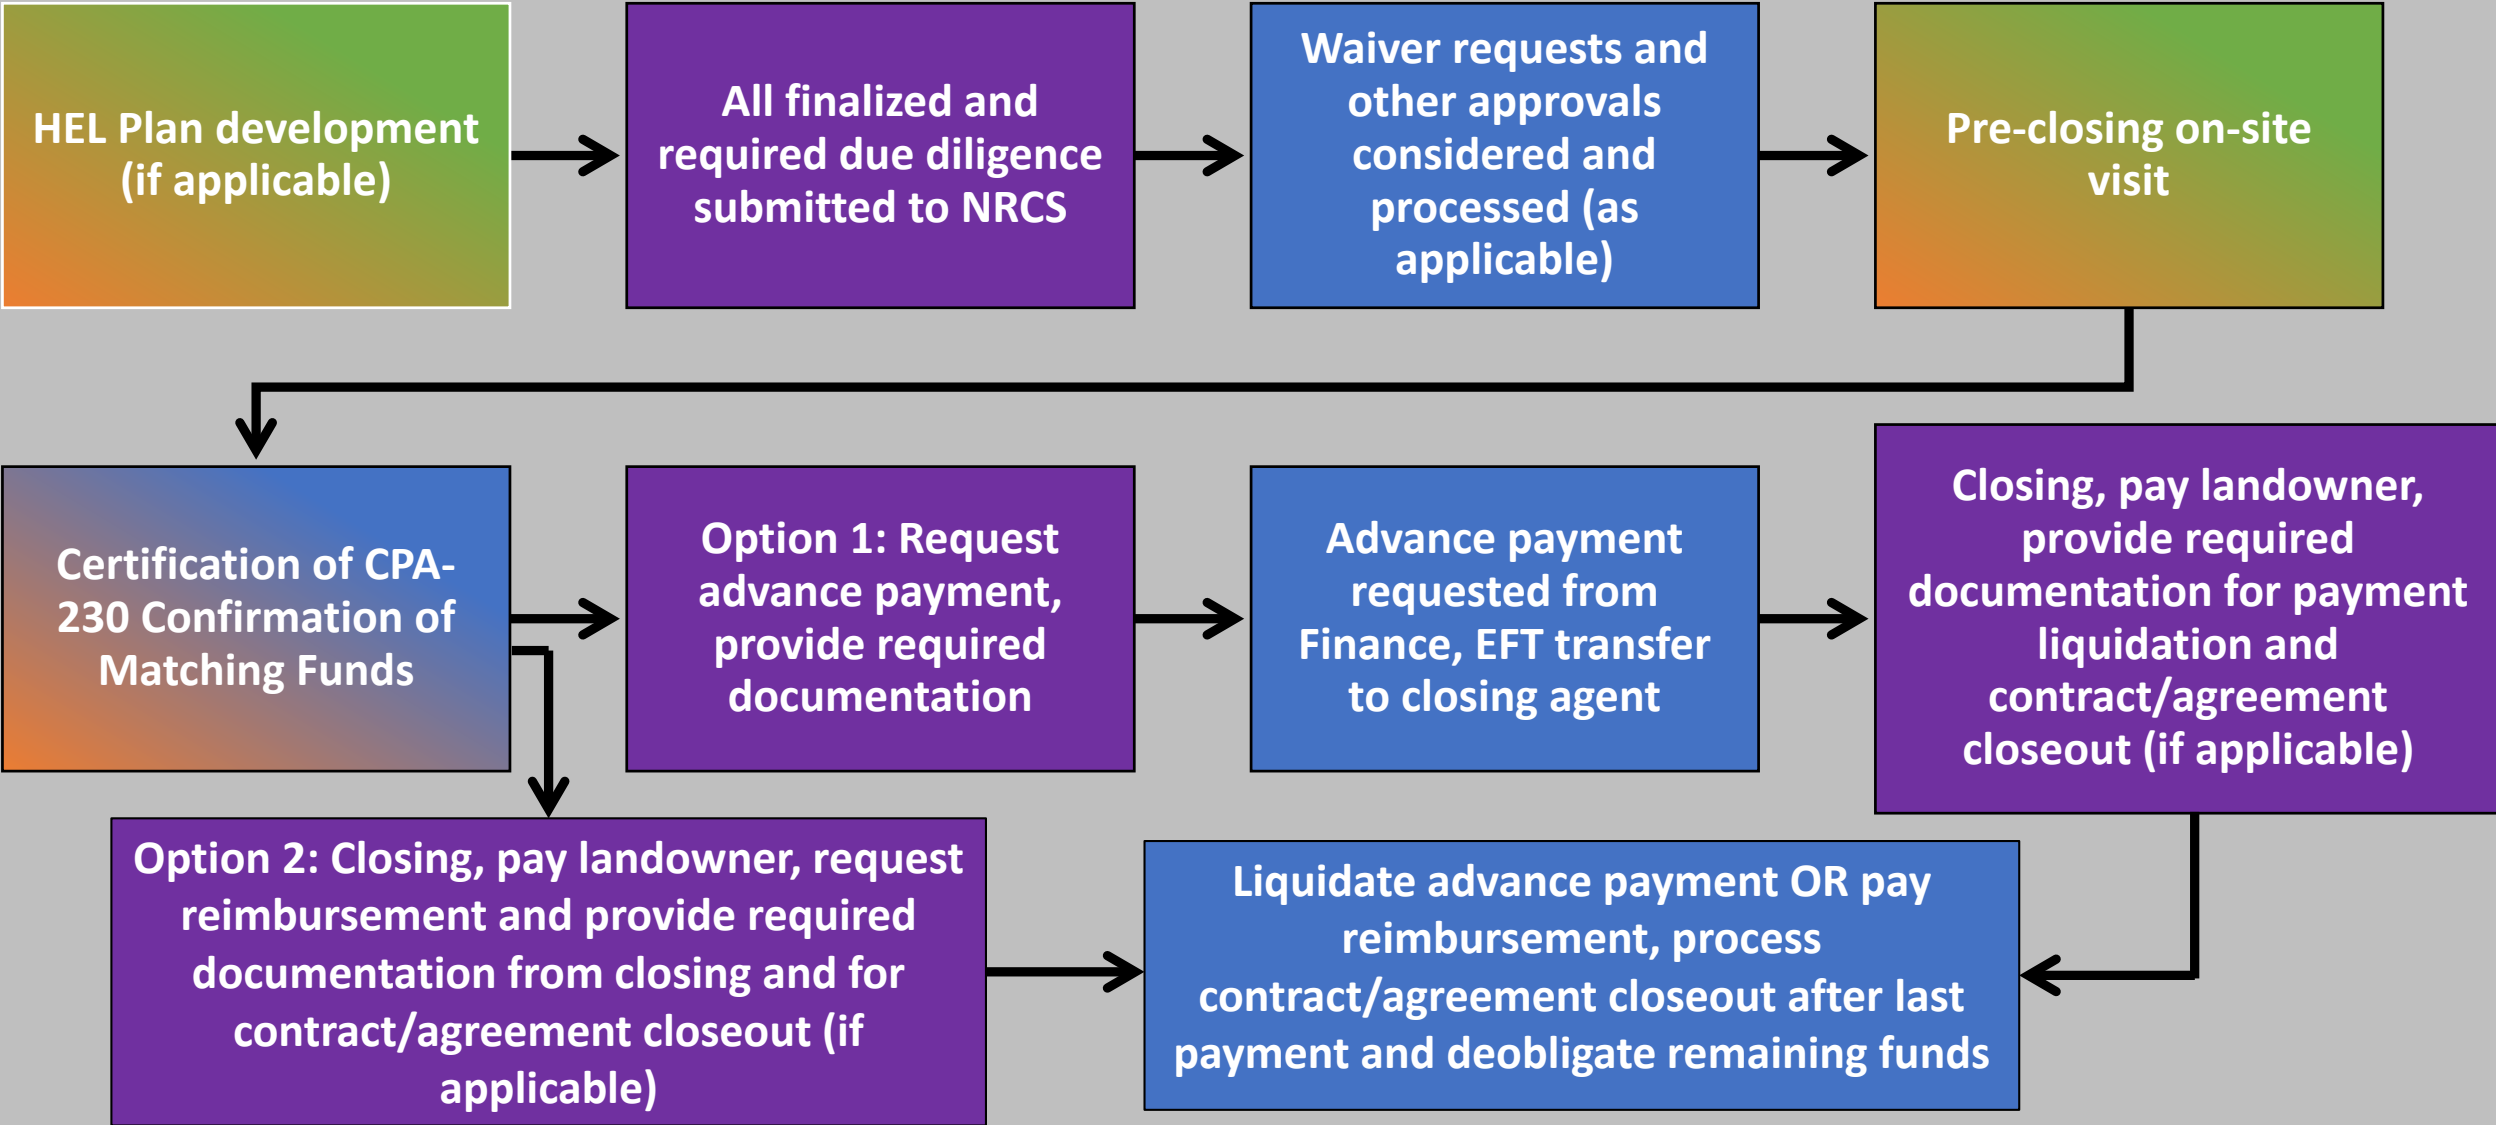 HEL Plan development
(if applicable)
All finalized and
required due diligence
submitted to NRCS
Waiver requests and
other approvals
considered and
processed (as
applicable)
Pre-closing on-site
visit
Certification of CPA-
230 Confirmation of
Matching Funds
Option 1: Request
advance payment,
provide required
documentation
Advance payment
requested from
Finance, EFT transfer
to closing agent
Closing, pay landowner,
provide required
documentation for payment
liquidation and
contract/agreement
closeout (if applicable)
Option 2: Closing, pay landowner, request
reimbursement and provide required
documentation from closing and for
contract/agreement closeout (if
applicable)
Liquidate advance payment OR pay
reimbursement, process
contract/agreement closeout after last
payment and deobligate remaining funds